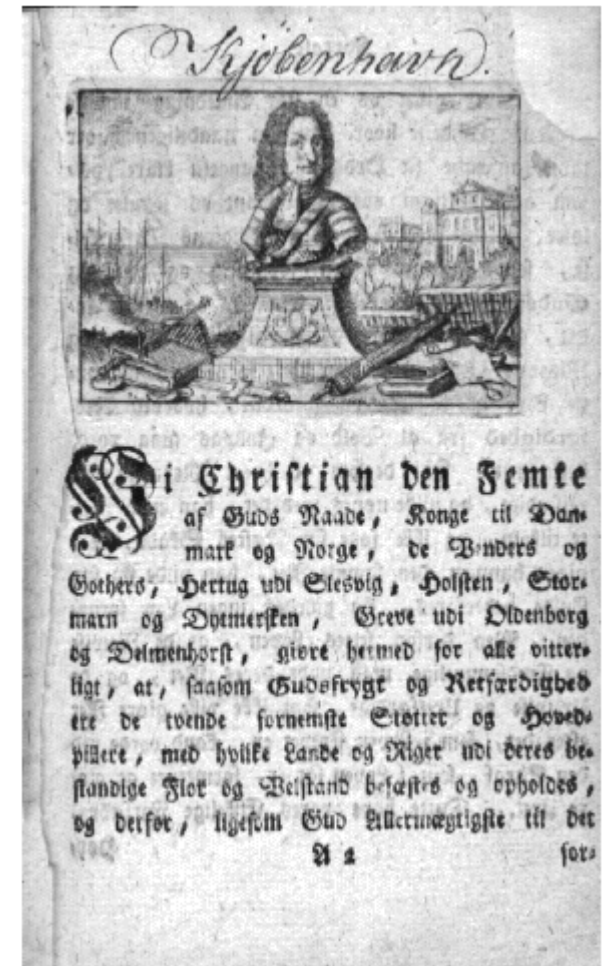 Kjöbenhavn.
Vi Christian den Femte
af Guds Naade, Konge til Dan-
mark og Norge, de Venders og
Gothers, Hertug udi Slesvig, Holsten, Stor-
marn og Dytmersken, Greve udi Oldenborg
og Delmenhorst, giøre hermed for alle vitter-
ligt, at, saasom Gudsfrygt og Retfærdighed
ere de tvende fornemste Støtter og Hoved-
pillere, med hvilke Lande og Riger udi deres be-
standige Flor og Velstand befæstes og opholdes,
og derfor, ligesom Gud Allermægtigste til det
A 2 for-